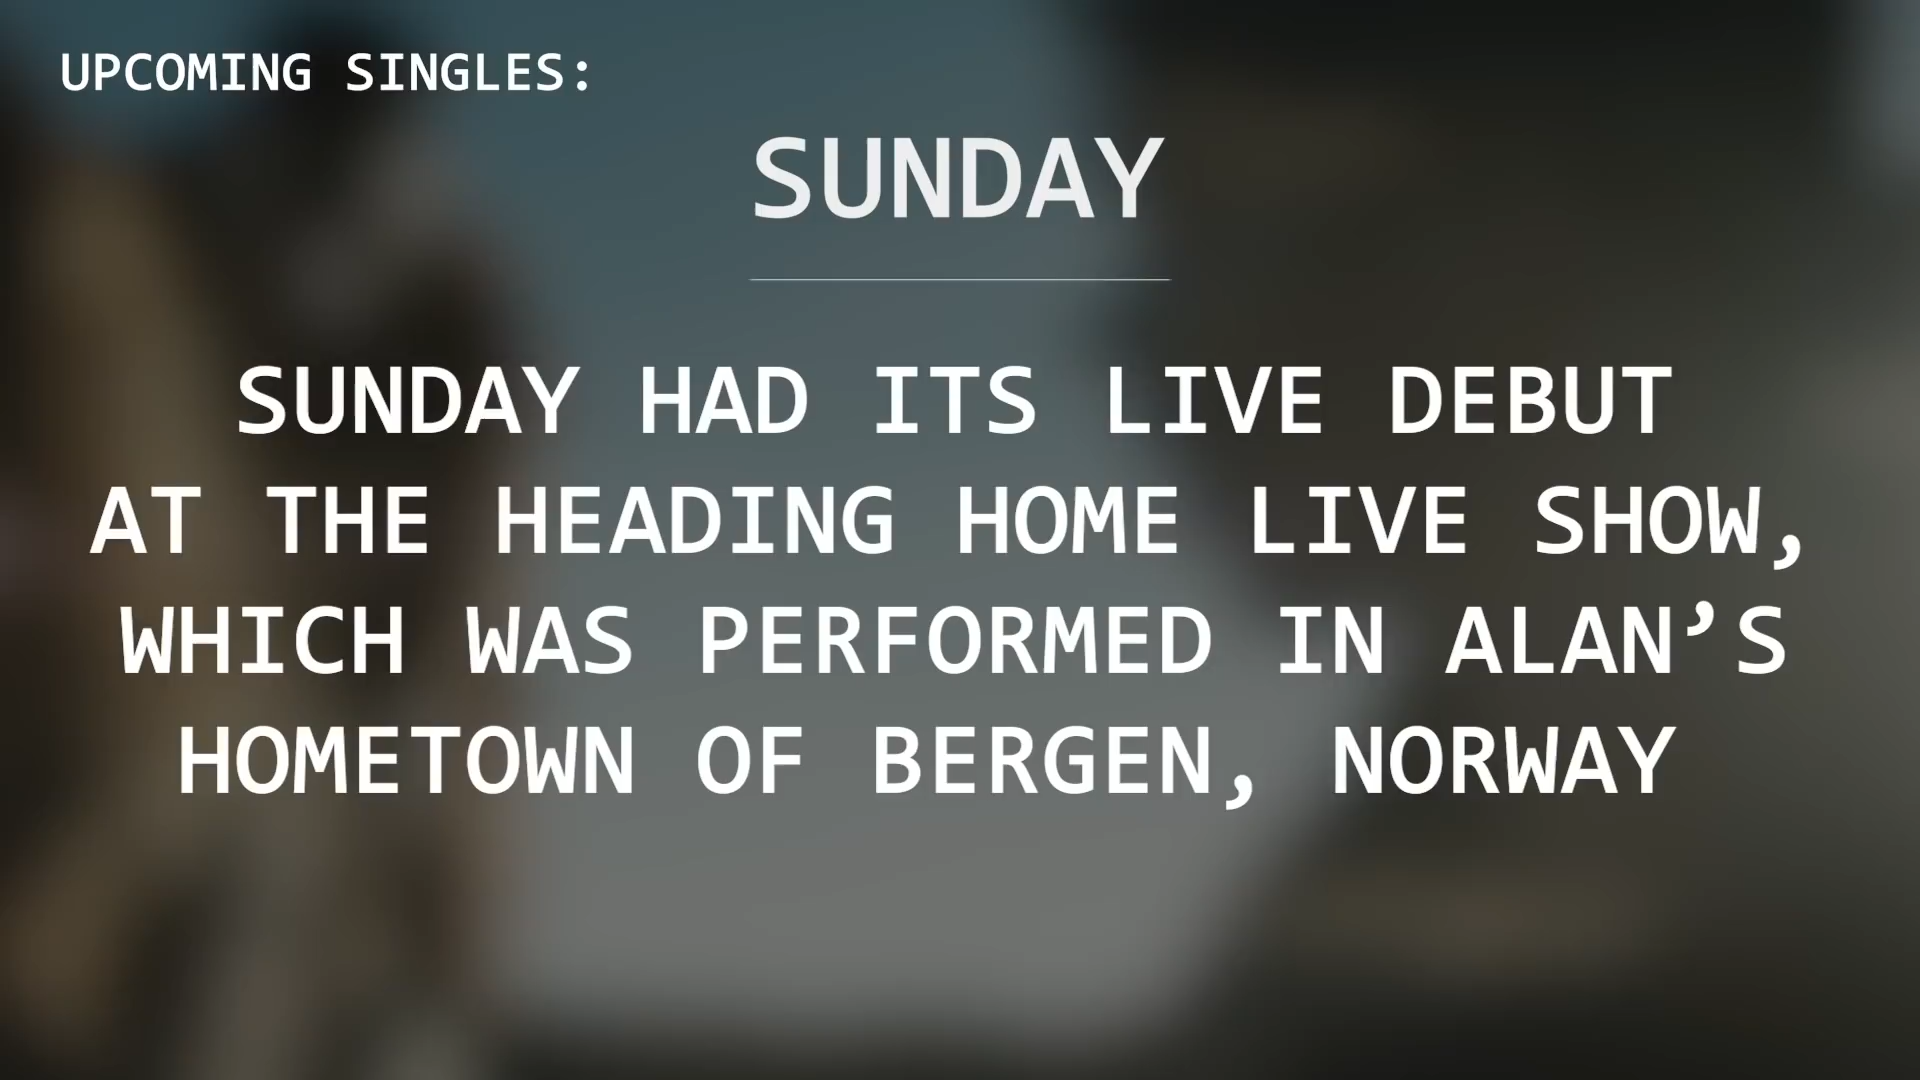 UPCOMING SINGLES:
SUNDAY
SUNDAY HAD ITS LIVE DEBUT
AT THE HEADING HOME LIVE SHOW,
WHICH WAS PERFORMED IN ALAN’S
HOMETOWN OF BERGEN, NORWAY